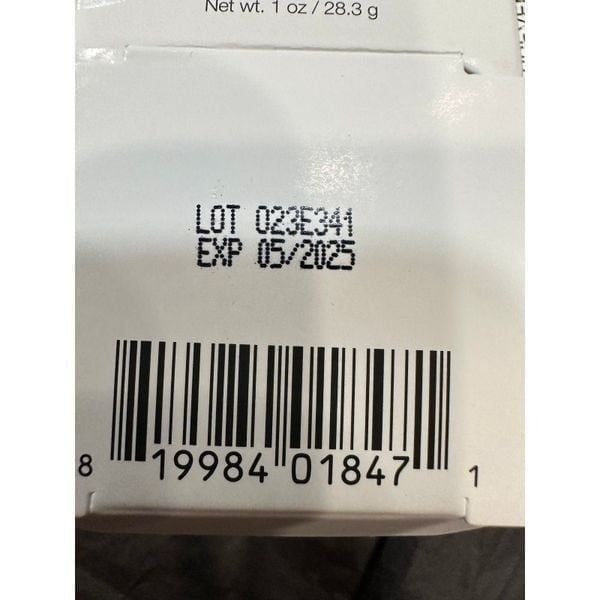 Net wt. 1 oz / 28.3 g
LOT 023E341
EXP 05/2025
8 19984 01847 1